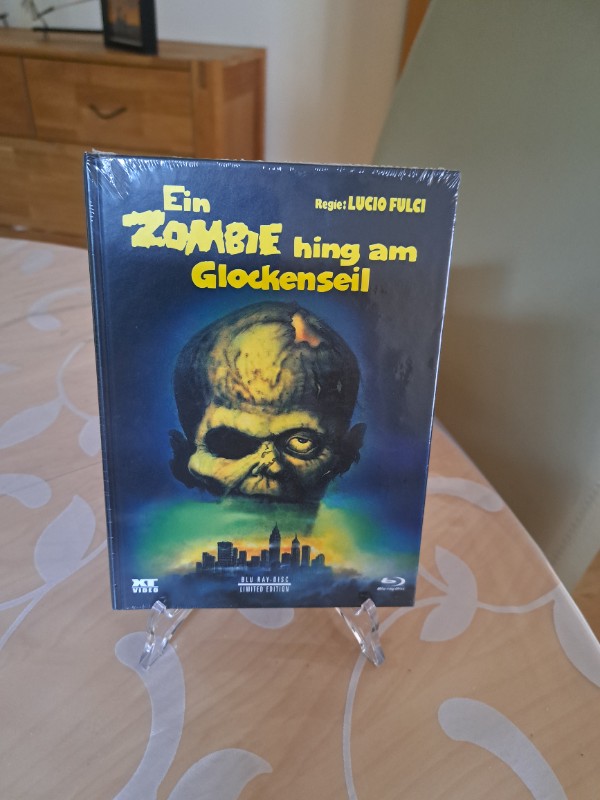 Ein
Regie: LUCIO FULCI
ZOMBIE hing am
Glockenseil
XT
VIDEO
BLU RAY-DISC
LIMITED EDITION